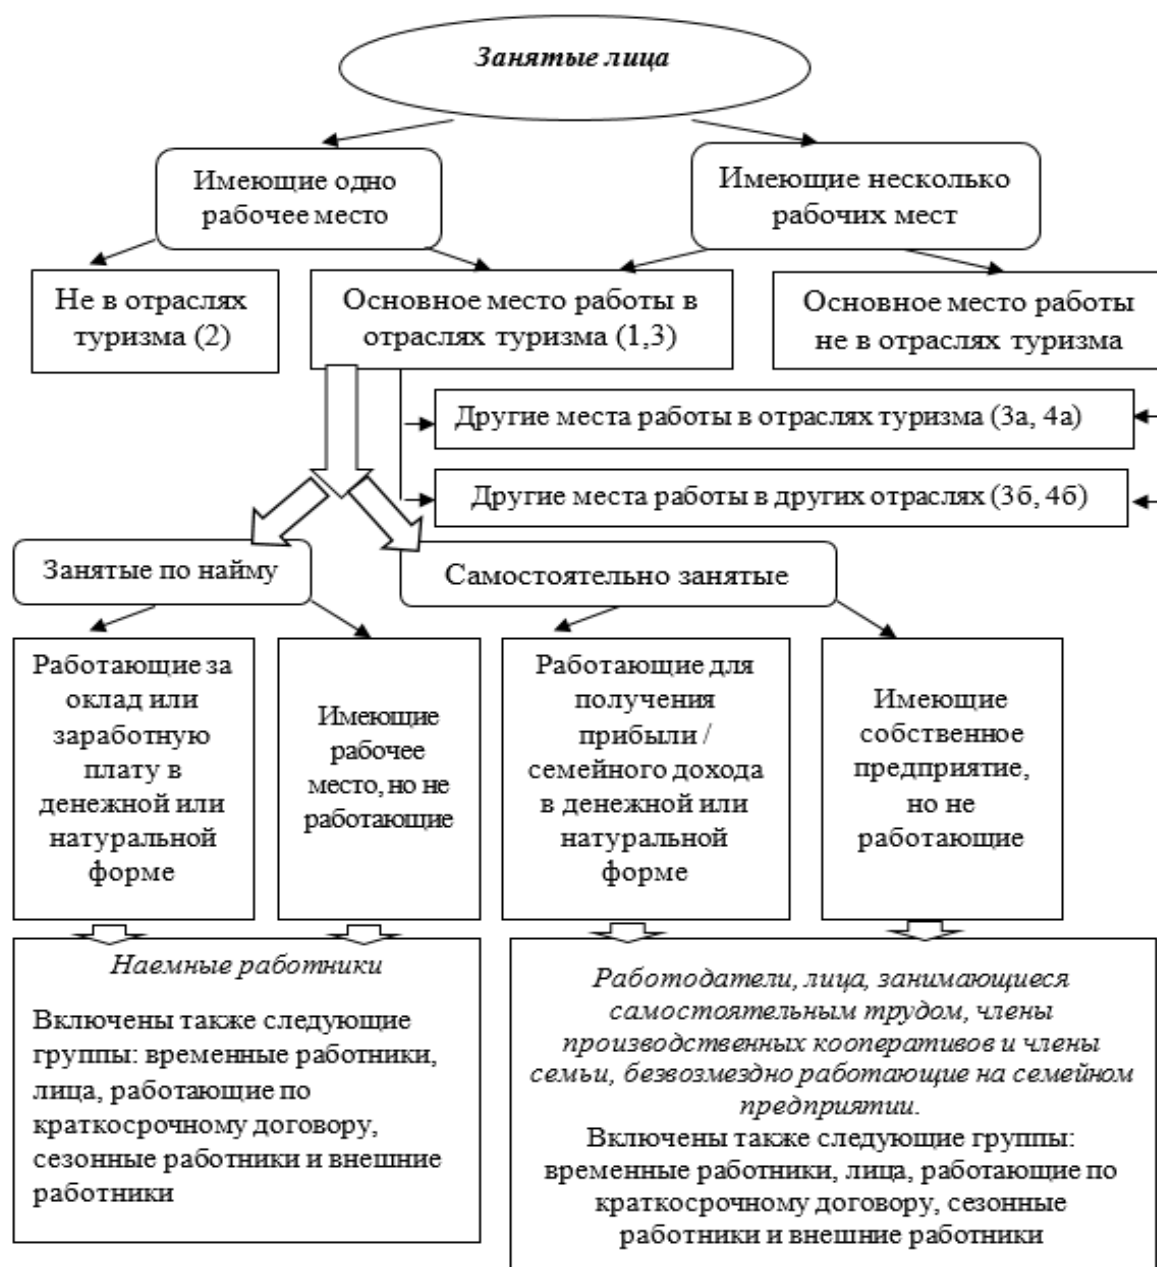 Занятые лица
Имеющие одно
рабочее место
Имеющие несколько
рабочих мест
Не в отраслях
туризма (2)
Основное место работы в
отраслях туризма (1,3)
Основное место работы
не в отраслях туризма
Другие места работы в отраслях туризма (3а, 4а)
Другие места работы в других отраслях (3б, 4б)
Занятые по найму
Самостоятельно занятые
Работающие за
оклад или
заработную
плату в
денежной или
натуральной
форме
Имеющие
рабочее
место, но не
работающие
Работающие для
получения
прибыли /
семейного дохода
в денежной или
натуральной
форме
Имеющие
собственное
предприятие,
но не
работающие
Наемные работники
Включены также следующие
группы: временные работники,
лица, работающие по
краткосрочному договору,
сезонные работники и внешние
работники
Работодатели, лица, занимающиеся
самостоятельным трудом, члены
производственных кооперативов и члены
семьи, безвозмездно работающие на семейном
предприятии.
Включены также следующие группы:
временные работники, лица, работающие по
краткосрочному договору, сезонные
работники и внешние работники